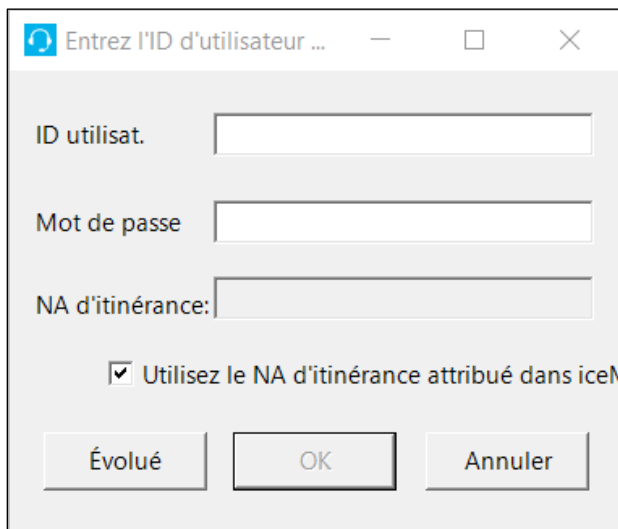 Entrez l'ID d'utilisateur ...
ID utilisat.
Mot de passe
NA d'itinérance:
Utilisez le NA d'itinérance attribué dans iceM
Évolué OK Annuler